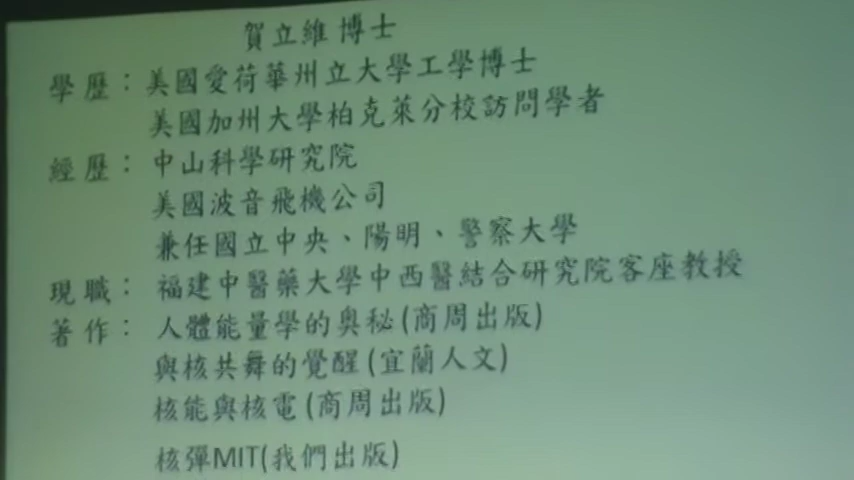 賀立維 博士
學歷：美國愛荷華州立大學工學博士
美國加州大學柏克萊分校訪問學者
經歷：中山科學研究院
美國波音飛機公司
兼任國立中央、陽明、警察大學
現職：福建中醫藥大學中西醫結合研究院客座教授
著作：人體能量學的奧秘(商周出版)
與核共舞的覺醒(宜蘭人文)
核能與核電(商周出版)
核彈MIT(我們出版)